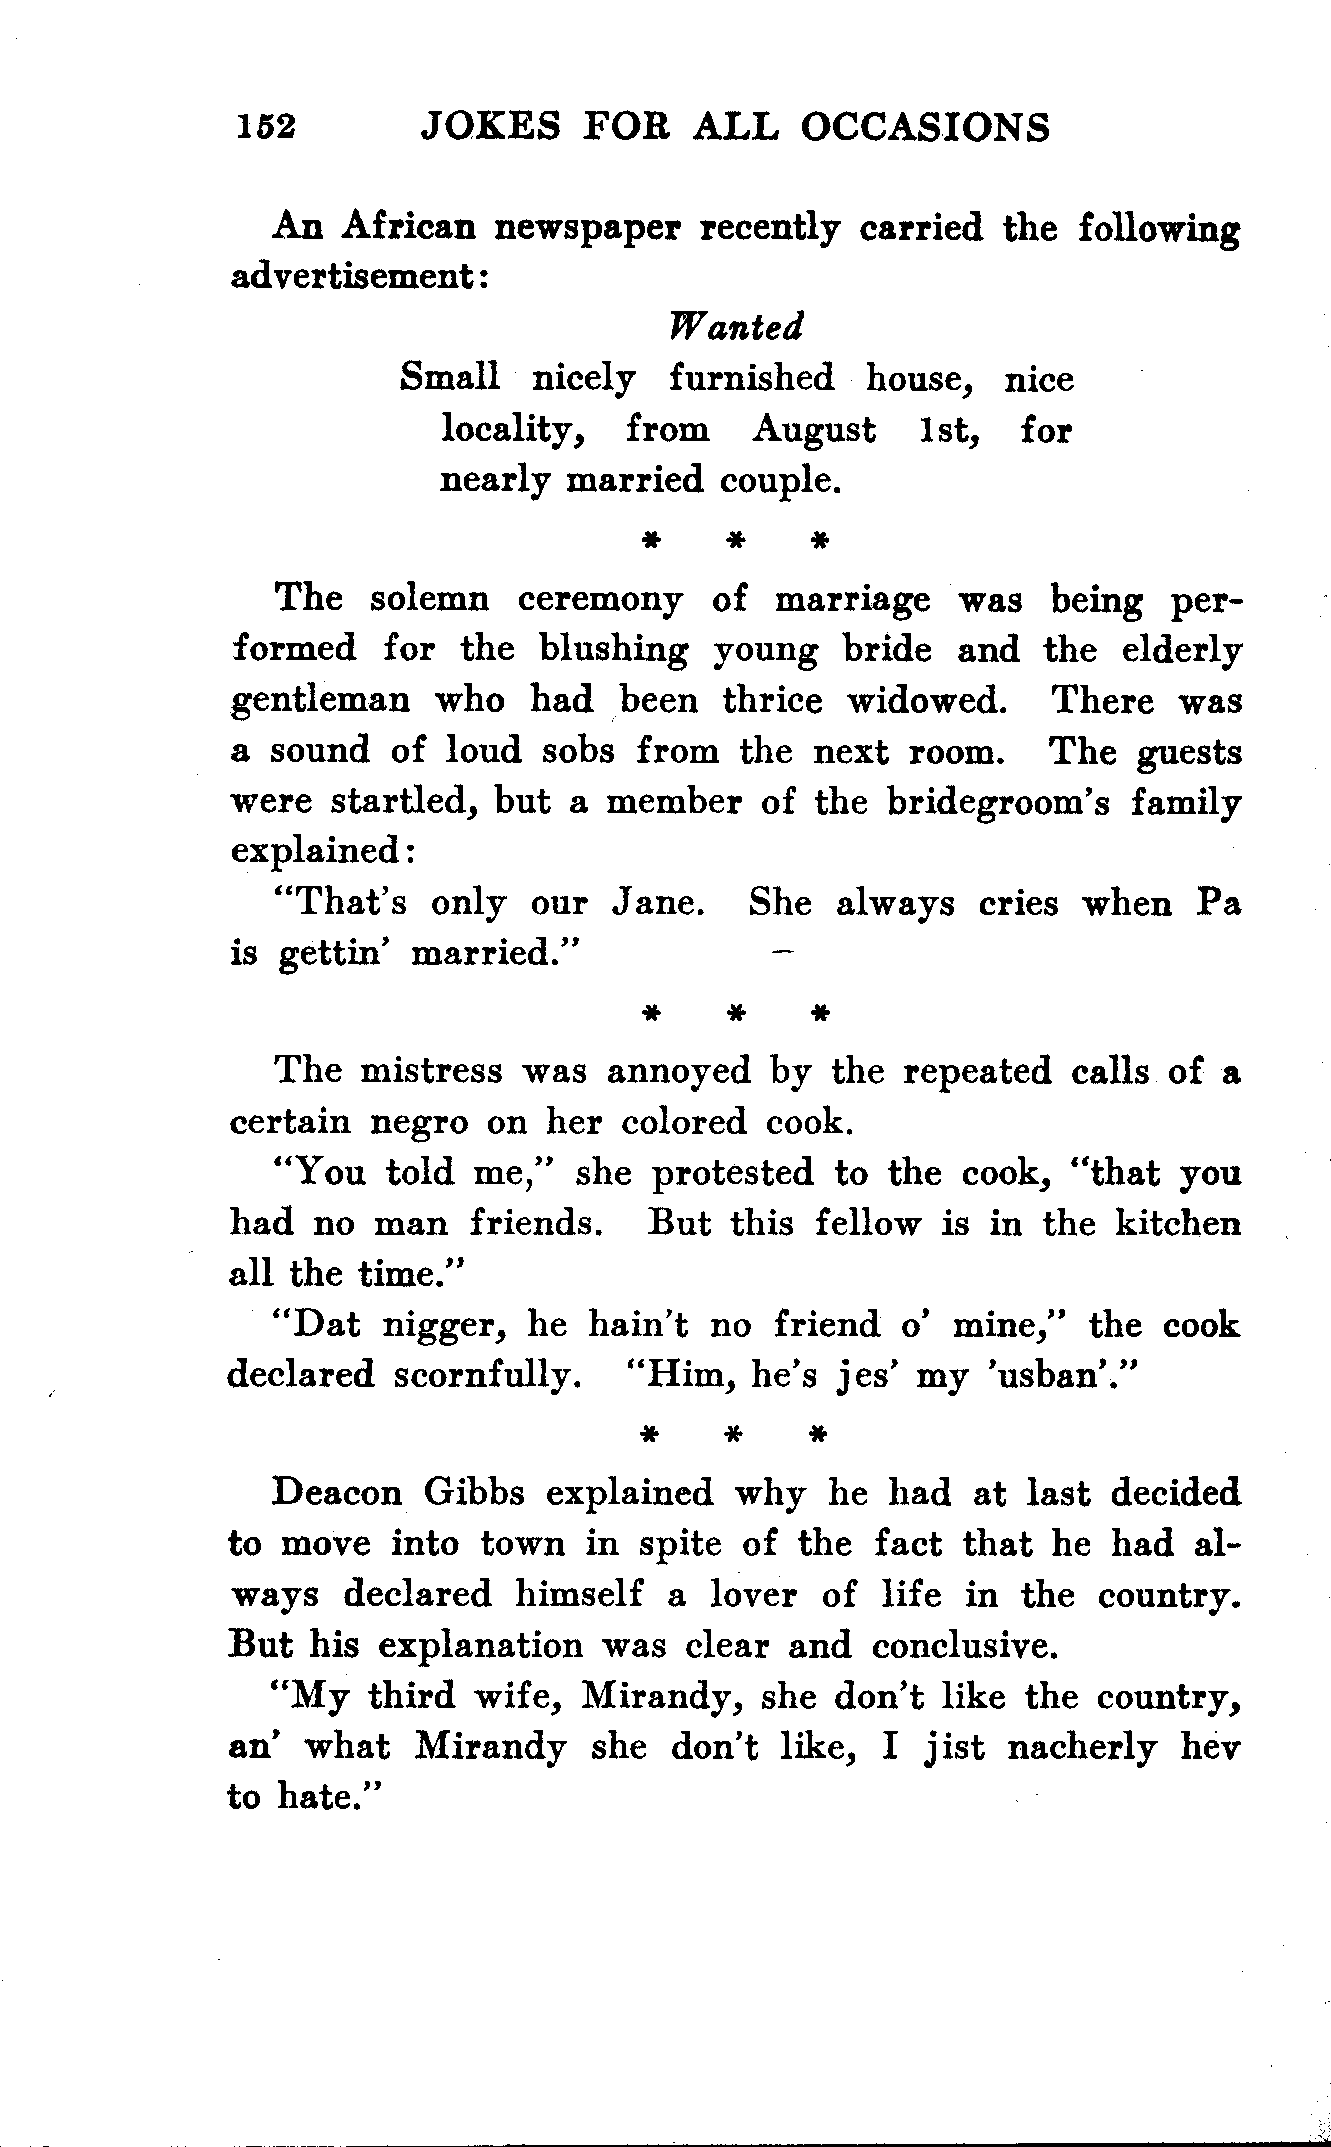 152 JOKES FOR ALL OCCASIONS
An African newspaper recently carried the following
advertisement:
Wanted
Small nicely furnished house, nice
locality, from August 1st, for
nearly married couple.
* * *
The solemn ceremony of marriage was being per-
formed for the blushing young bride and the elderly
gentleman who had been thrice widowed. There was
a sound of loud sobs from the next room. The guests
were startled, but a member of the bridegroom's family
explained:
"That's only our Jane. She always cries when Pa
is gettin' married."
* * *
The mistress was annoyed by the repeated calls of a
certain negro on her colored cook.
"You told me," she protested to the cook, "that you
had no man friends. But this fellow is in the kitchen
all the time."
"Dat nigger, he hain't no friend o' mine," the cook
declared scornfully. "Him, he's jes' my 'usban'."
* * *
Deacon Gibbs explained why he had at last decided
to move into town in spite of the fact that he had al-
ways declared himself a lover of life in the country.
But his explanation was clear and conclusive.
"My third wife, Mirandy, she don't like the country,
an' what Mirandy she don't like, I jist nacherly hev
to hate."